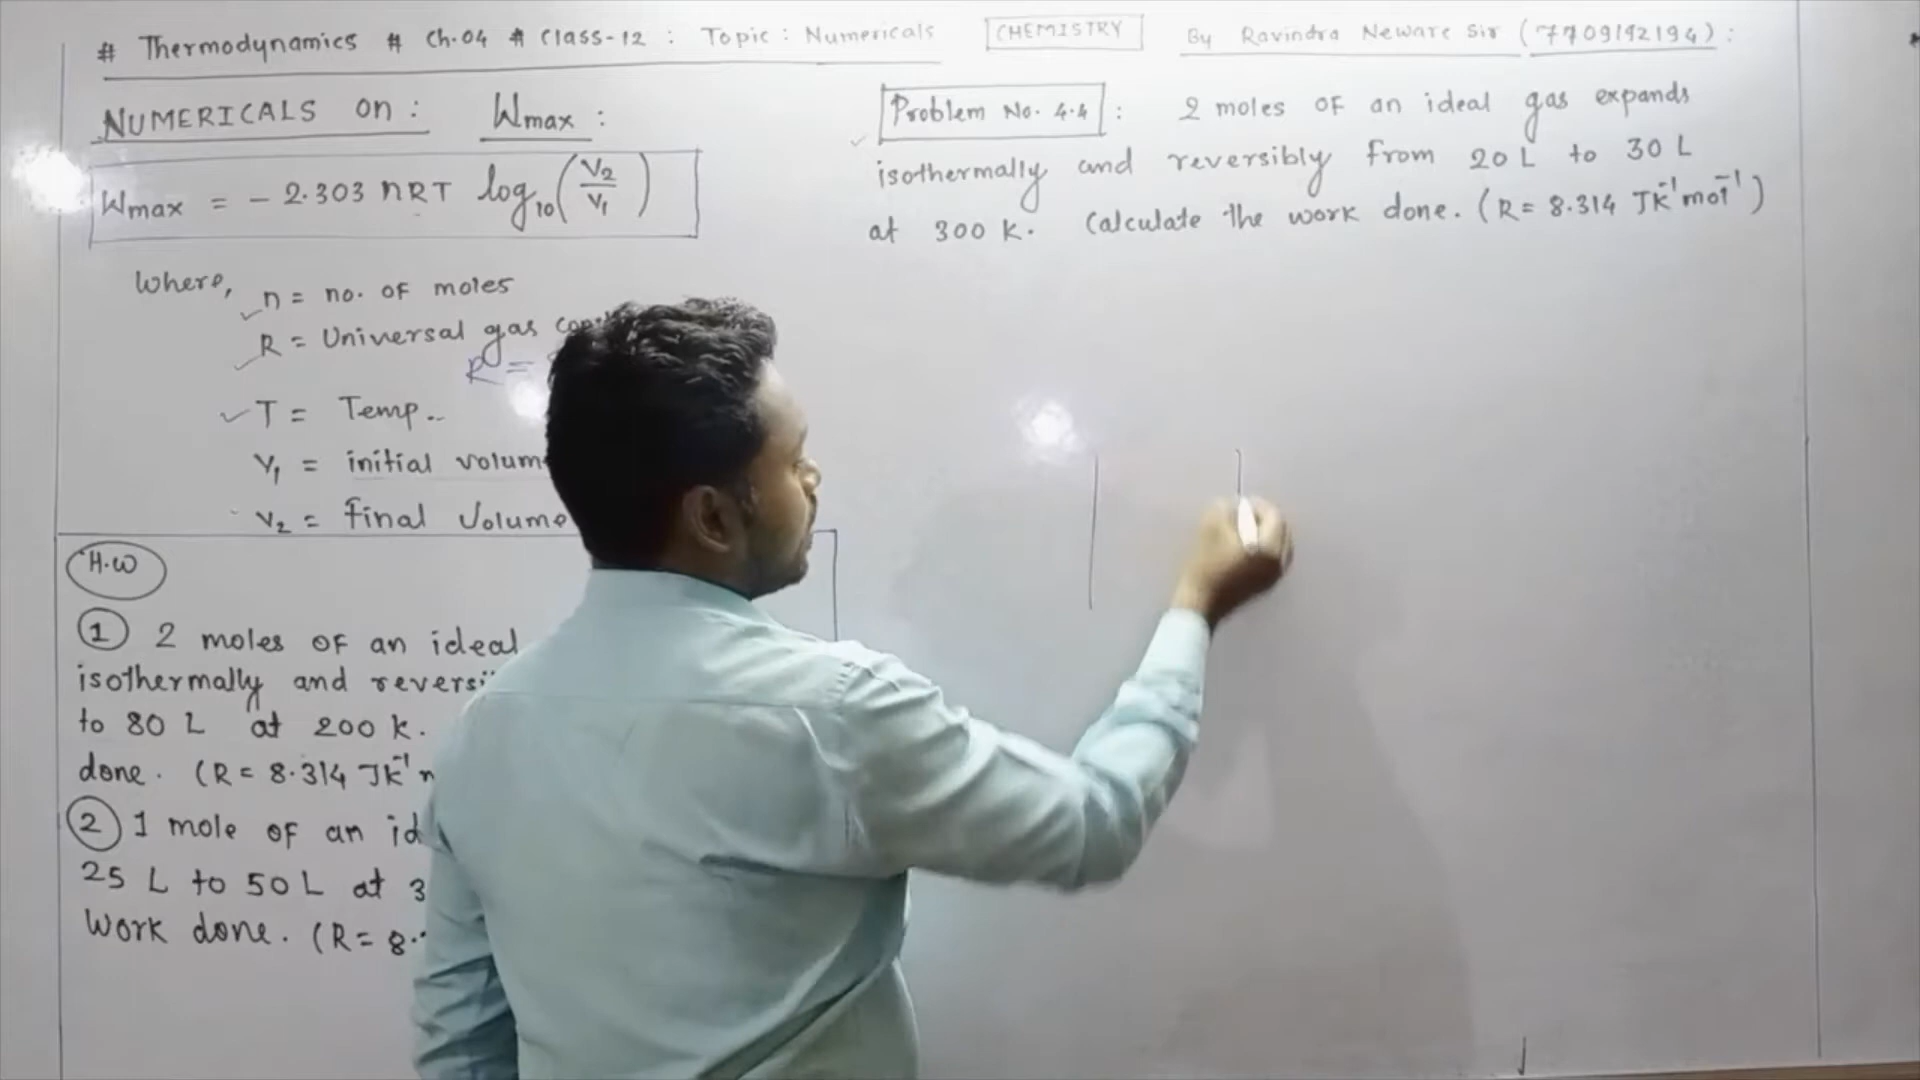 # Thermodynamics # Ch.04 # Class-12 : Topic : Numericals
CHEMISTRY
By Ravindra Neware Sir (7709192194) :
NUMERICALS on : Wmax :
Wmax = - 2.303 nRT log₁₀ (V₂/V₁)
Where, n = no. of moles
R = Universal gas
R =
T = Temp..
V₁ = initial volume
V₂ = final Volume
H.W
① 2 moles of an ideal
isothermally and
to 80 L at 200 K.
done. (R = 8.314 JK⁻¹
② 1 mole of an
25 L to 50 L at 3
Work done. (R = 8.
Problem No. 4.4 : 2 moles of an ideal gas expands
isothermally and reversibly from 20 L to 30 L
at 300 K. Calculate the work done. (R = 8.314 JK⁻¹mol⁻¹)